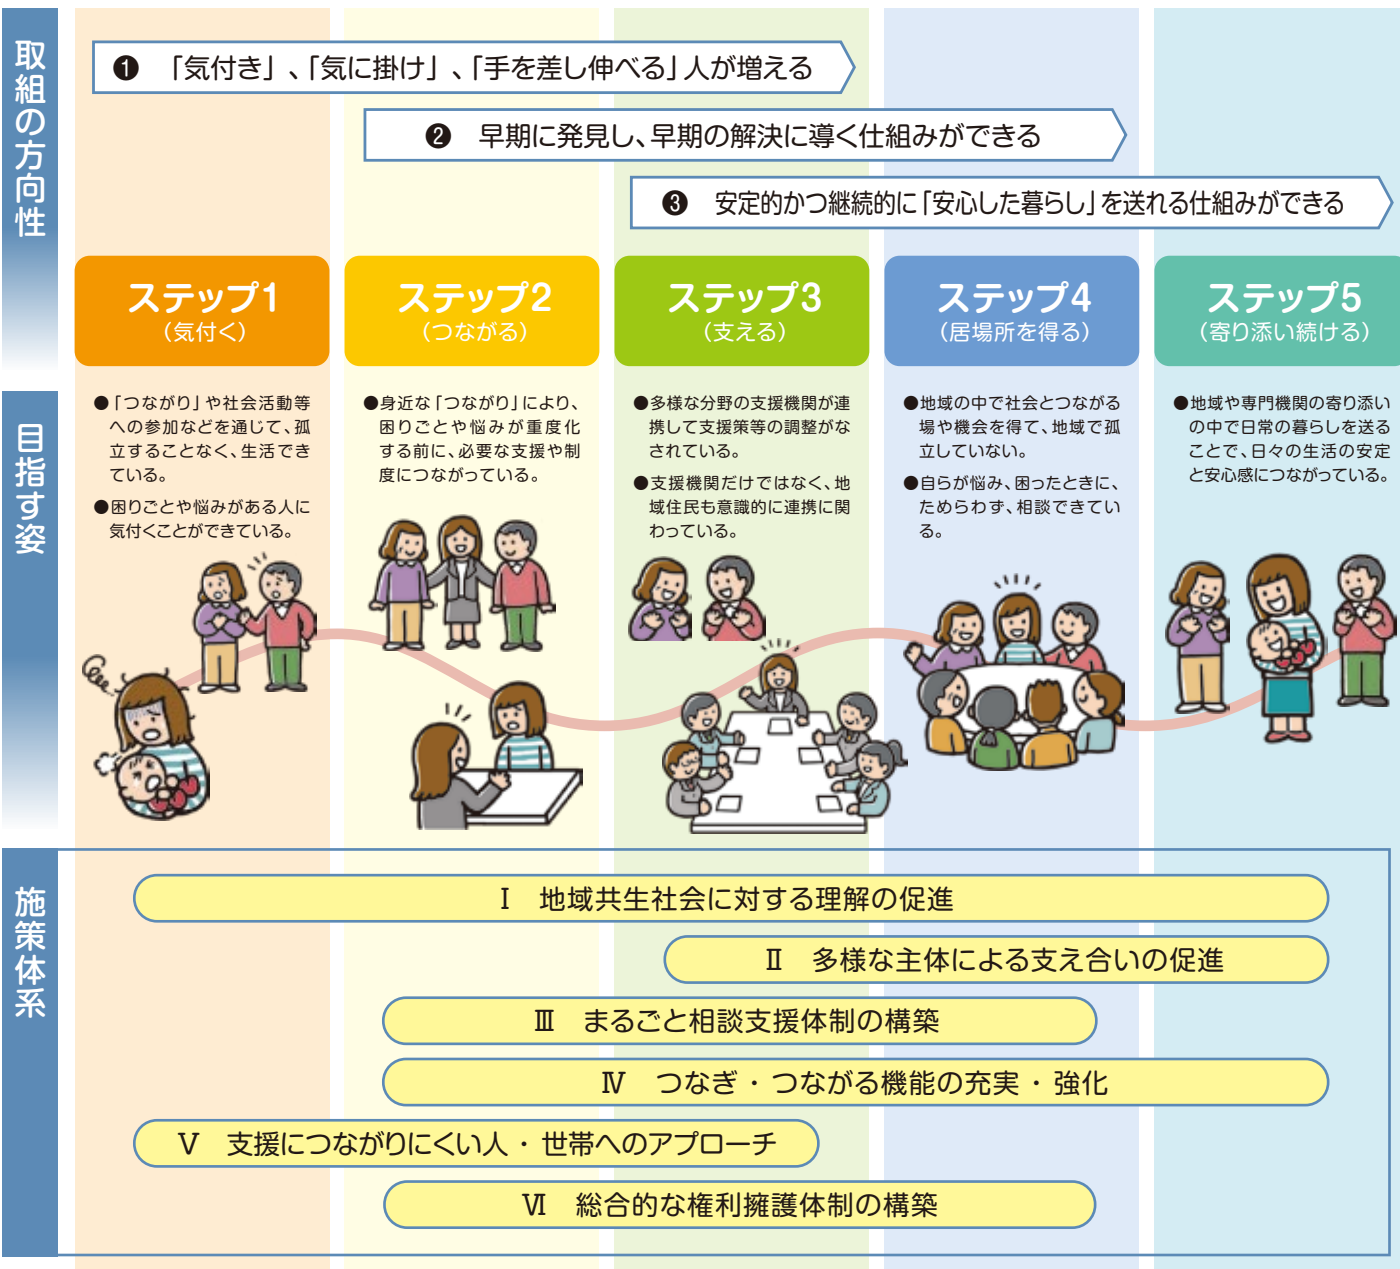 取組の方向性
❶ 「気付き」、「気に掛け」、「手を差し伸べる」人が増える
❷ 早期に発見し、早期の解決に導く仕組みができる
❸ 安定的かつ継続的に「安心した暮らし」を送れる仕組みができる
ステップ1
（気付く）
ステップ2
（つながる）
ステップ3
（支える）
ステップ4
（居場所を得る）
ステップ5
（寄り添い続ける）
目指す姿
●「つながり」や社会活動等
への参加などを通じて、孤
立することなく、生活でき
ている。
●困りごとや悩みがある人に
気付くことができている。
●身近な「つながり」により、
困りごとや悩みが重度化
する前に、必要な支援や制
度につながっている。
●多様な分野の支援機関が連
携して支援策等の調整がな
されている。
●支援機関だけではなく、地
域住民も意識的に連携に関
わっている。
●地域の中で社会とつながる
場や機会を得て、地域で孤
立していない。
●自らが悩み、困ったときに、
ためらわず、相談できてい
る。
●地域や専門機関の寄り添い
の中で日常の暮らしを送る
ことで、日々の生活の安定
と安心感につながっている。
施策体系
Ⅰ 地域共生社会に対する理解の促進
Ⅱ 多様な主体による支え合いの促進
Ⅲ まるごと相談支援体制の構築
Ⅳ つなぎ・つながる機能の充実・強化
Ⅴ 支援につながりにくい人・世帯へのアプローチ
Ⅵ 総合的な権利擁護体制の構築